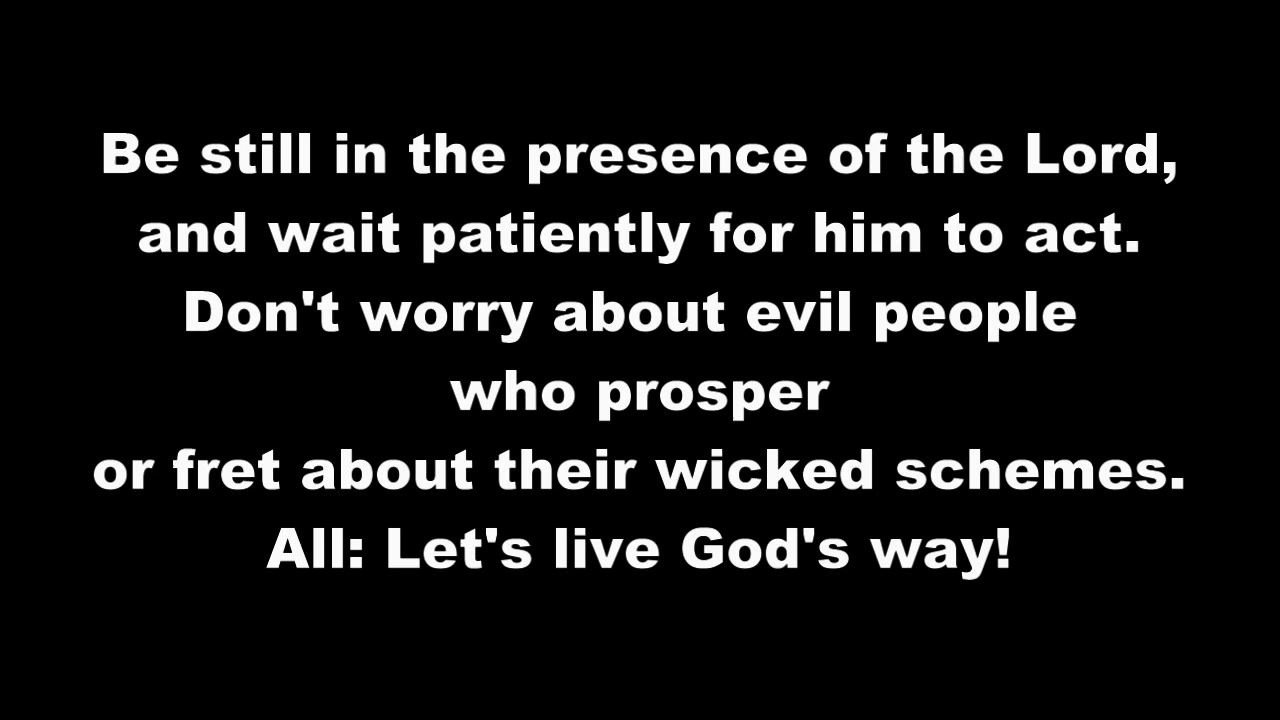 Be still in the presence of the Lord,
and wait patiently for him to act.
Don't worry about evil people
who prosper
or fret about their wicked schemes.
All: Let's live God's way!